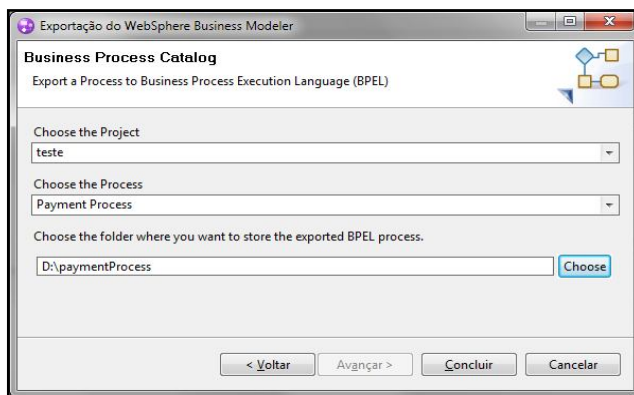 Exportação do WebSphere Business Modeler
Business Process Catalog
Export a Process to Business Process Execution Language (BPEL)
Choose the Project
teste
Choose the Process
Payment Process
Choose the folder where you want to store the exported BPEL process.
D:\paymentProcess Choose
< Voltar Avançar > Concluir Cancelar